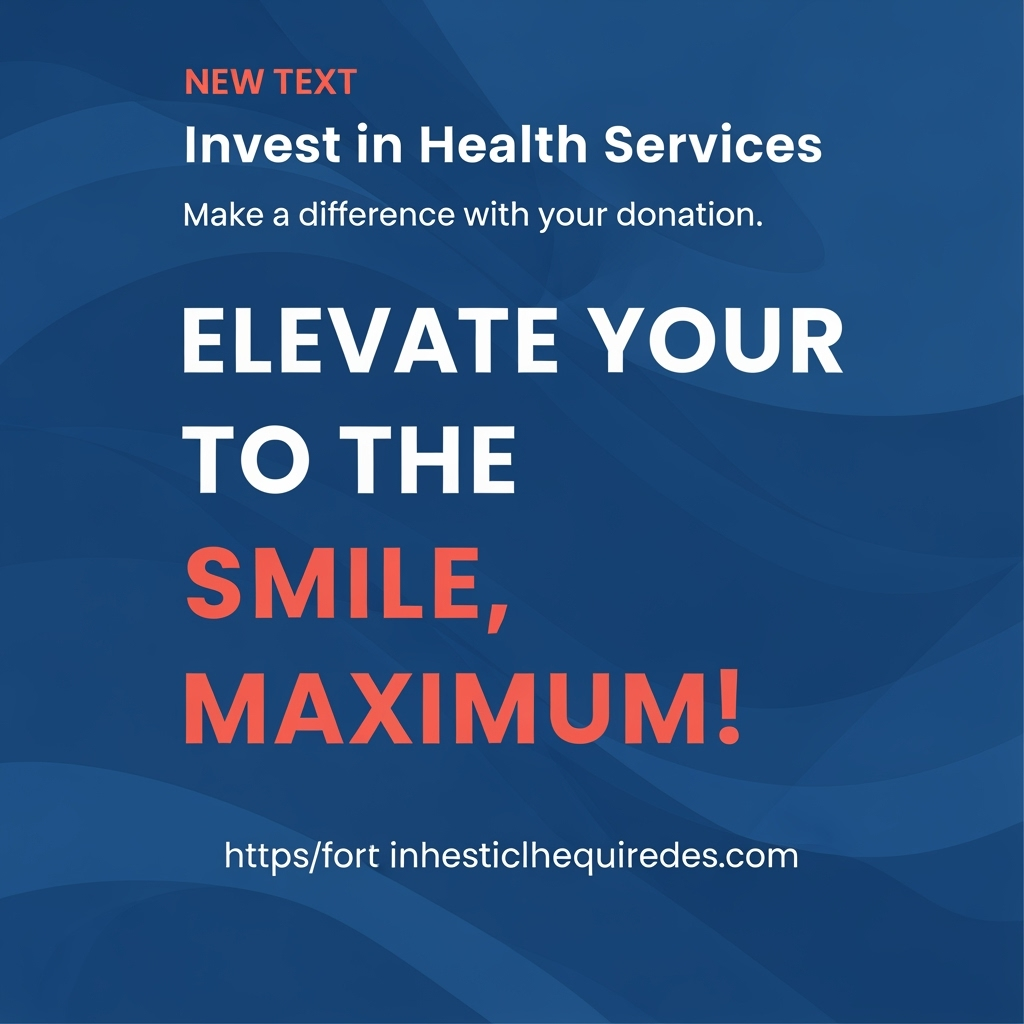 NEW TEXT
Invest in Health Services
Make a difference with your donation.
ELEVATE YOUR
TO THE
SMILE,
MAXIMUM!
https/fort inhesticlhequiredes.com